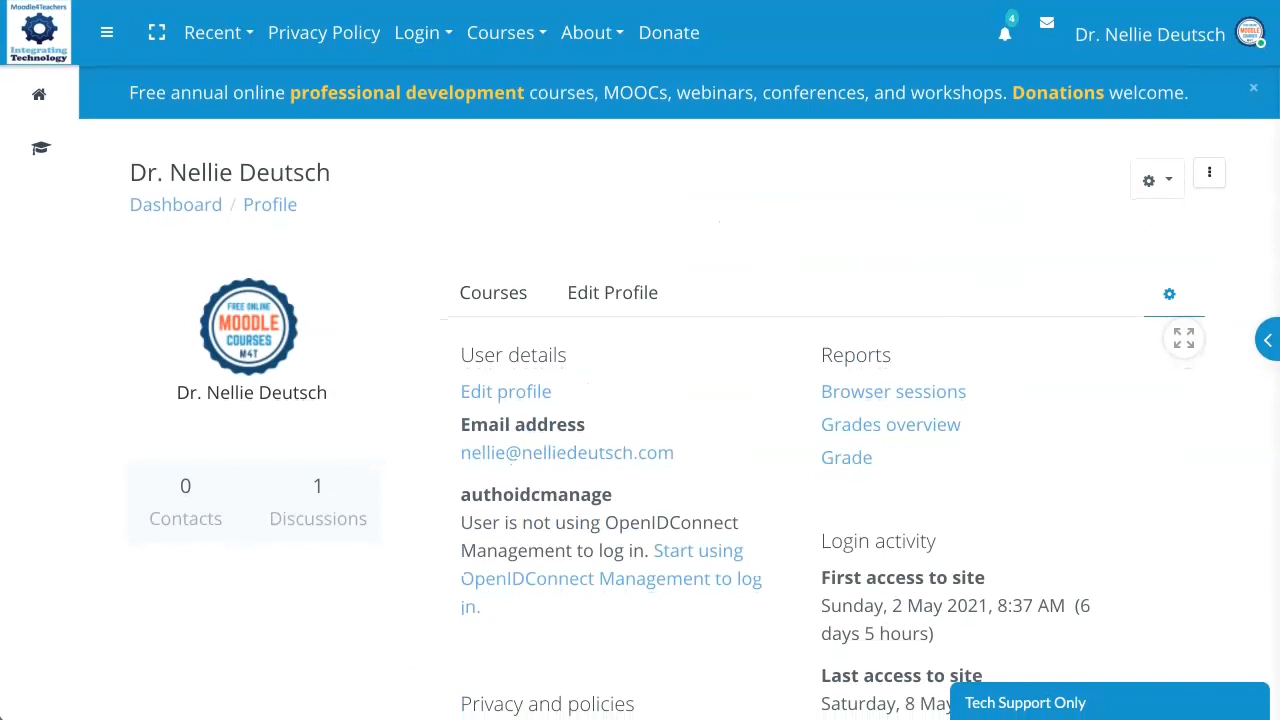 Moodle4Teachers
Integrating
Technology
Recent
Privacy Policy
Login
Courses
About
Donate
4
Dr. Nellie Deutsch
Free annual online professional development courses, MOOCs, webinars, conferences, and workshops. Donations welcome.
×
Dr. Nellie Deutsch
Dashboard / Profile
FREE ONLINE
MOODLE
COURSES
M4T
Dr. Nellie Deutsch
0
Contacts
1
Discussions
Courses
Edit Profile
User details
Edit profile
Email address
nellie@nelliedeutsch.com
authoidcmanage
User is not using OpenIDConnect
Management to log in. Start using
OpenIDConnect Management to log
in.
Privacy and policies
Reports
Browser sessions
Grades overview
Grade
Login activity
First access to site
Sunday, 2 May 2021, 8:37 AM (6
days 5 hours)
Last access to site
Saturday, 8 May
Tech Support Only